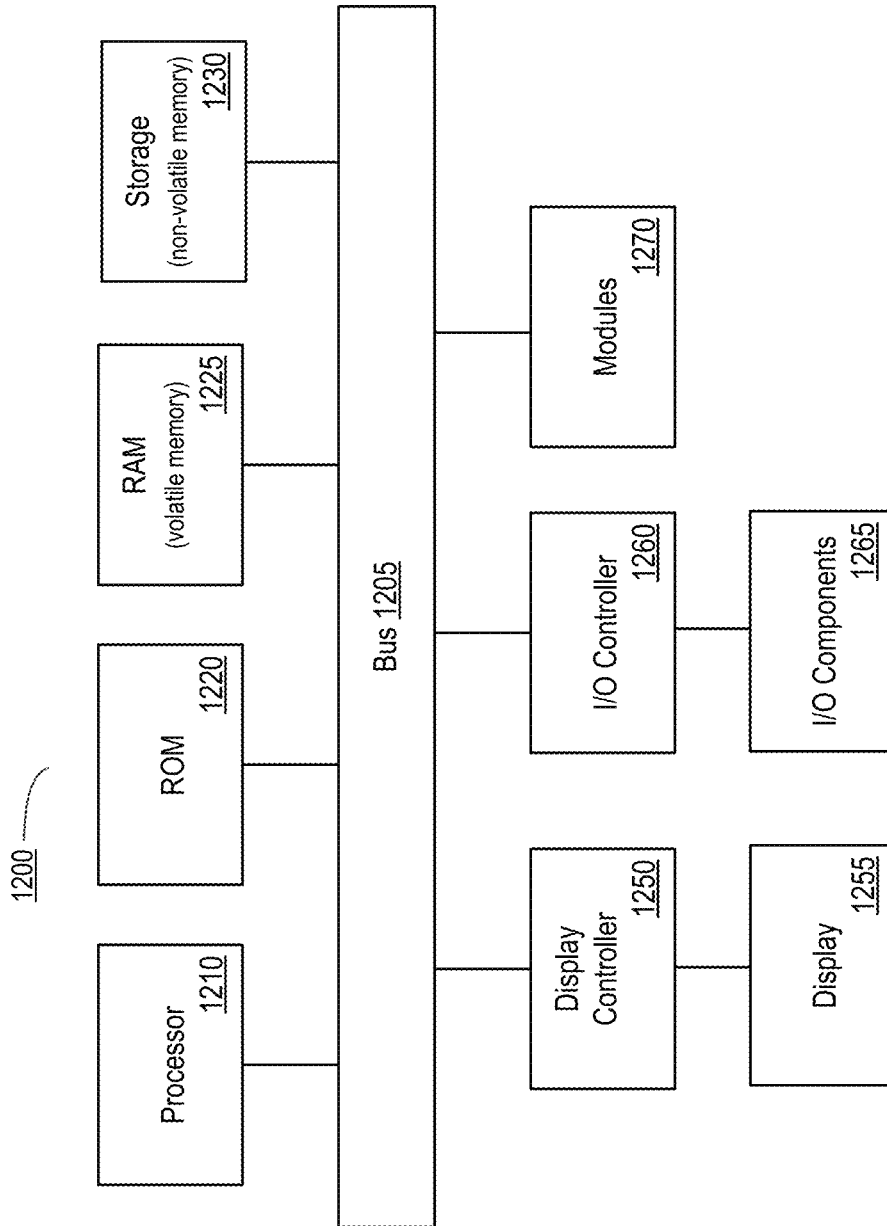 1200
Processor
1210
ROM
1220
RAM
(volatile memory)
1225
Storage
(non-volatile memory)
1230
Bus 1205
Display
Controller
1250
I/O Controller
1260
Modules
1270
Display
1255
I/O Components
1265